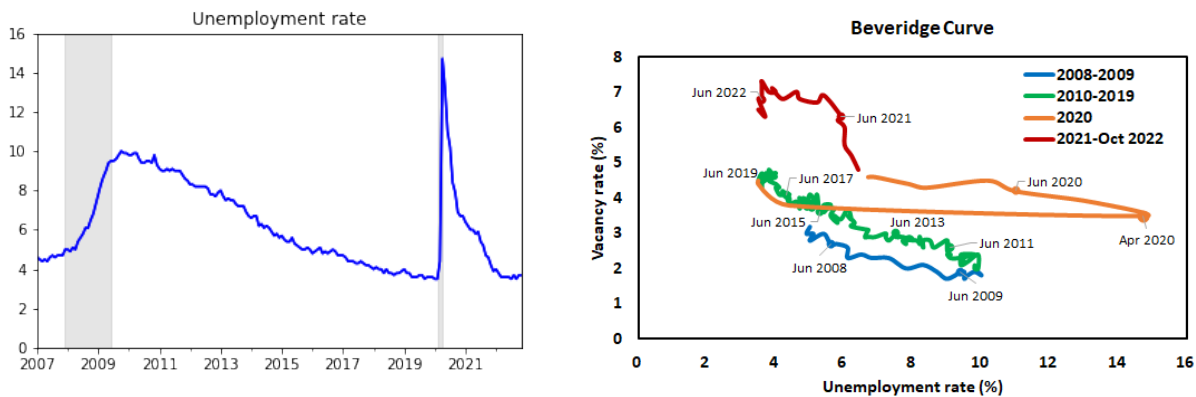 Unemployment rate
16
14
12
10
8
6
4
2
0
2007 2009 2011 2013 2015 2017 2019 2021
Beveridge Curve
8
7
6
5
4
3
2
1
0
Vacancy rate (%)
2008-2009
2010-2019
2020
2021-Oct 2022
Jun 2022
Jun 2021
Jun 2019
Jun 2017
Jun 2020
Jun 2015
Jun 2013
Apr 2020
Jun 2011
Jun 2008
Jun 2009
0 2 4 6 8 10 12 14 16
Unemployment rate (%)